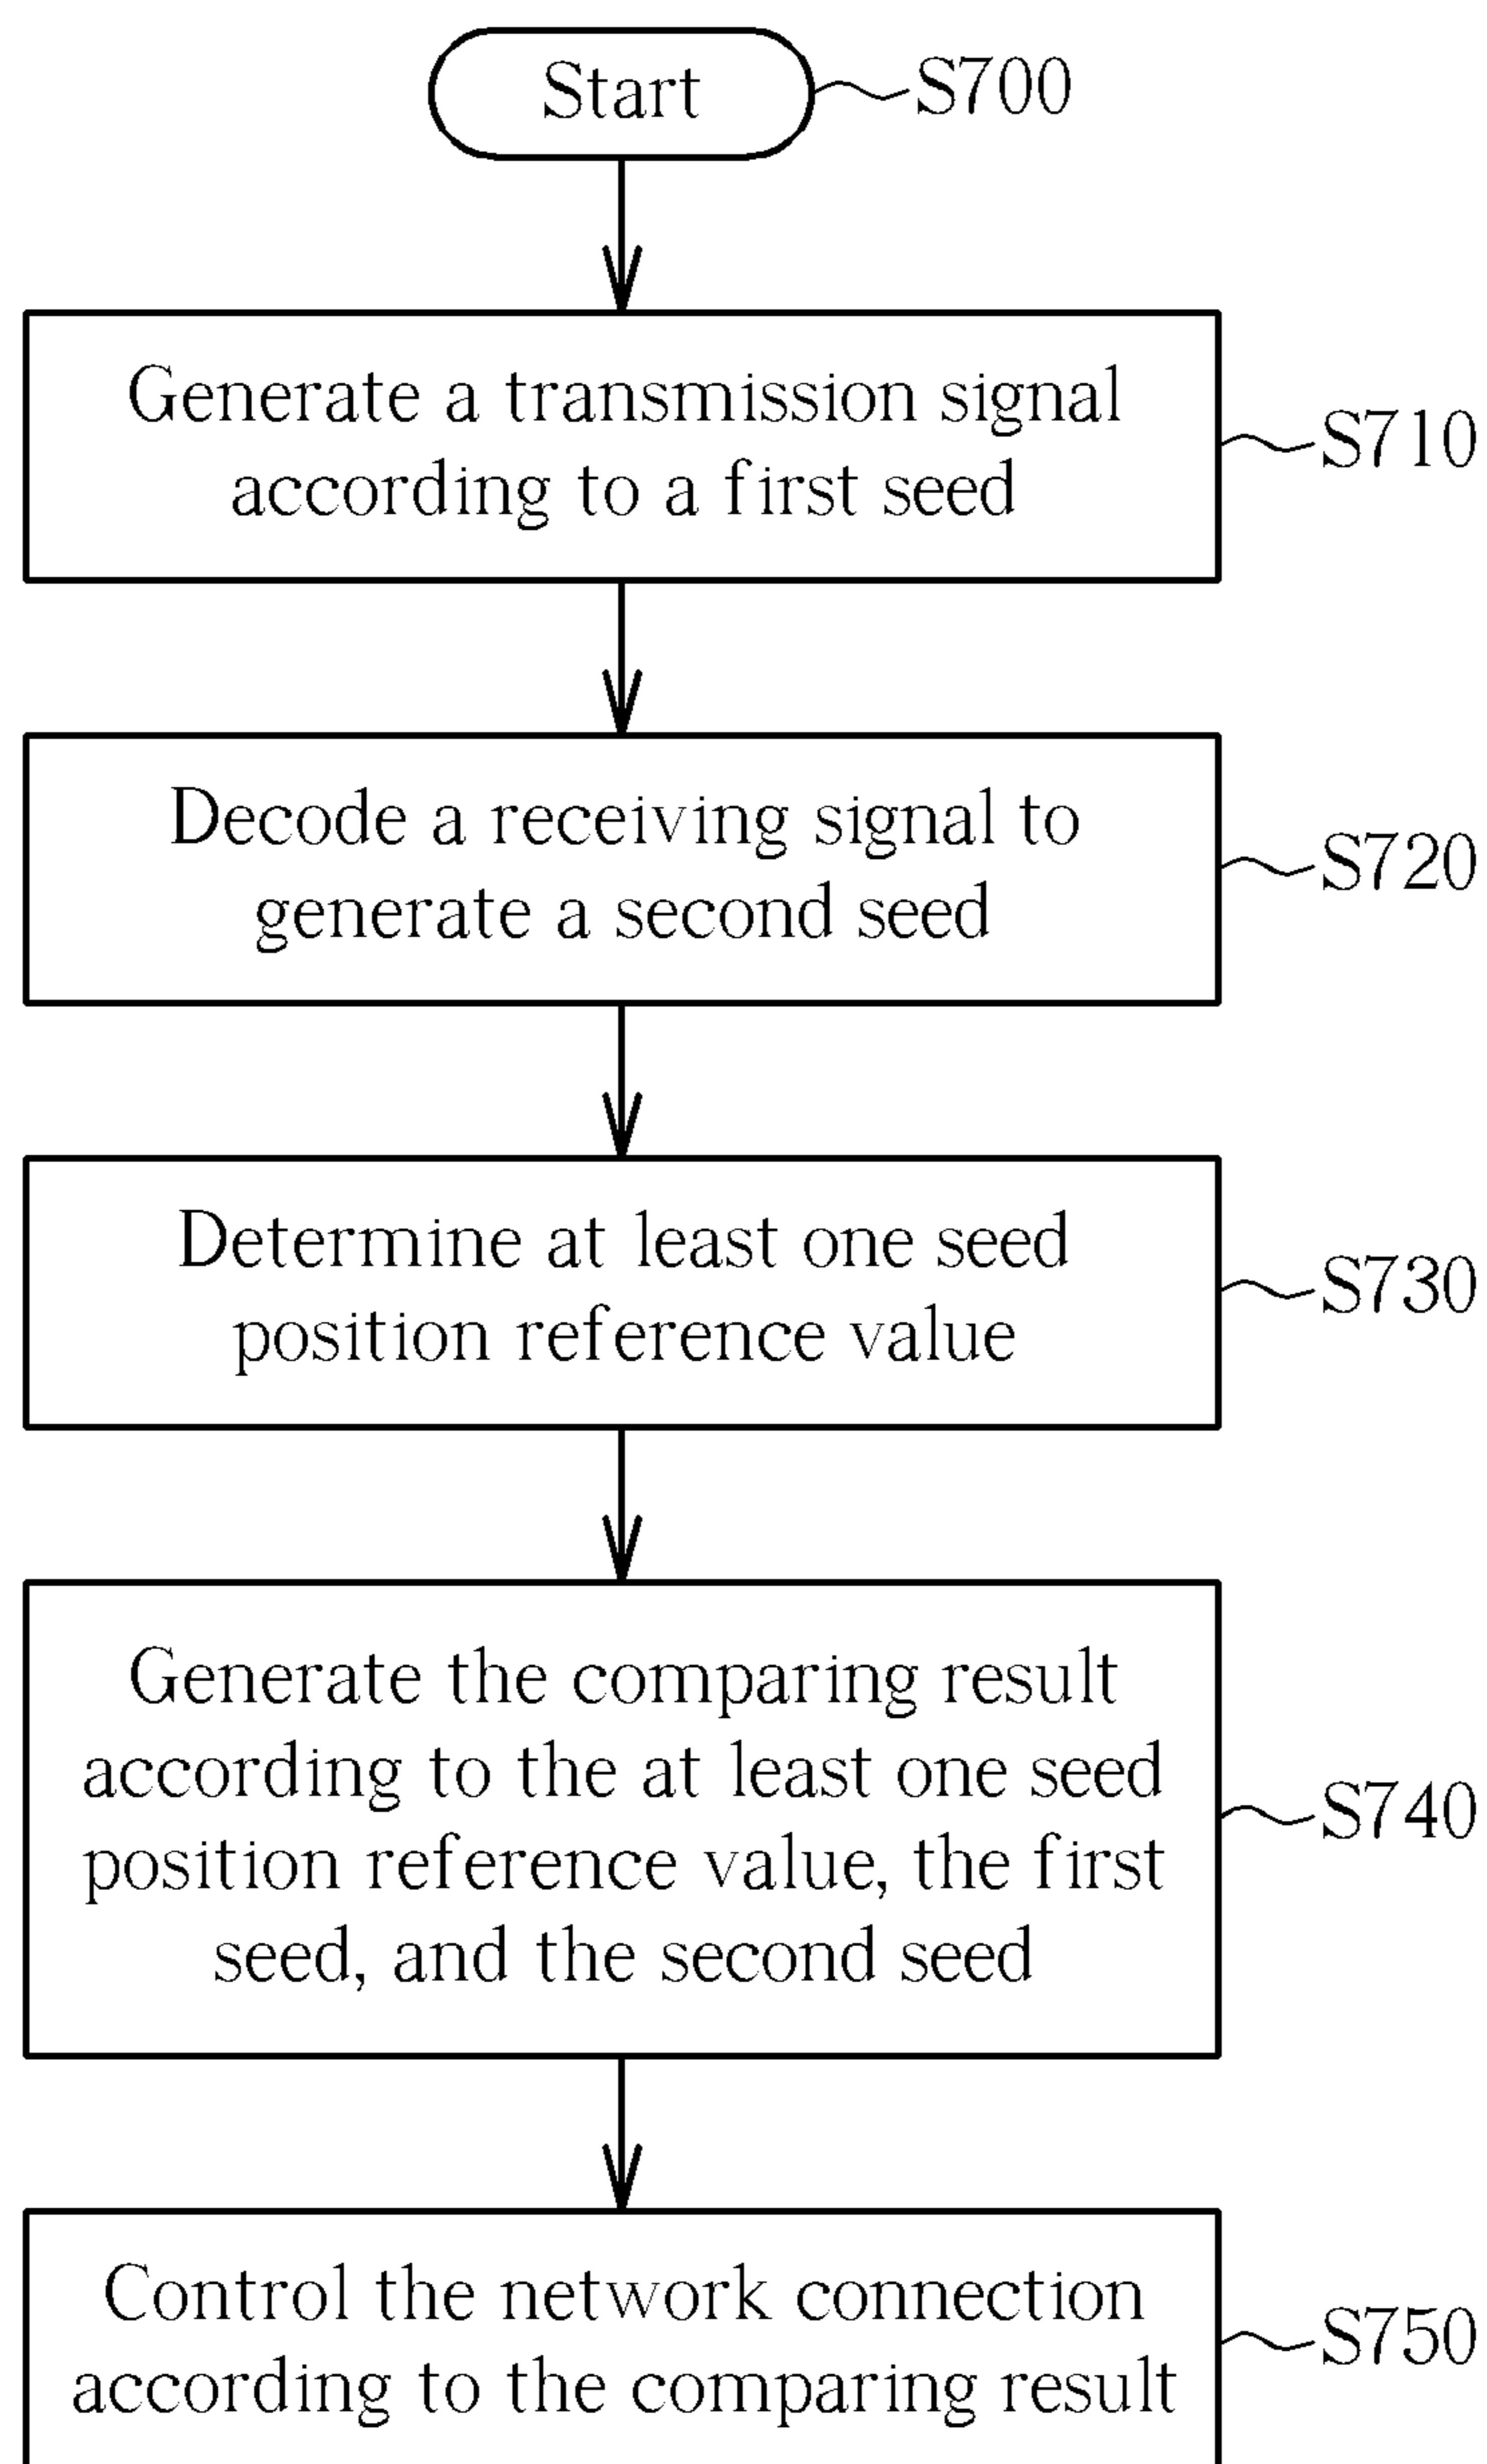 Start
S700
Generate a transmission signal
according to a first seed
S710
Decode a receiving signal to
generate a second seed
S720
Determine at least one seed
position reference value
S730
Generate the comparing result
according to the at least one seed
position reference value, the first
seed, and the second seed
S740
Control the network connection
according to the comparing result
S750